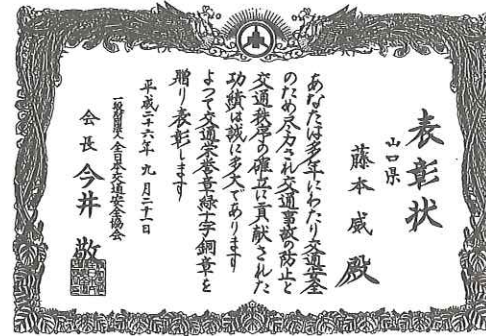 表彰状
山口県
藤本威殿
あなたは多年にわたり交通安全
のため尽力され交通事故の防止と
交通秩序の確立に貢献された
功績は誠に多大であります
よって交通栄誉章緑十字銅章を
贈り表彰します
平成二十六年九月二十一日
一般財団法人全日本交通安全協会
会長今井敬